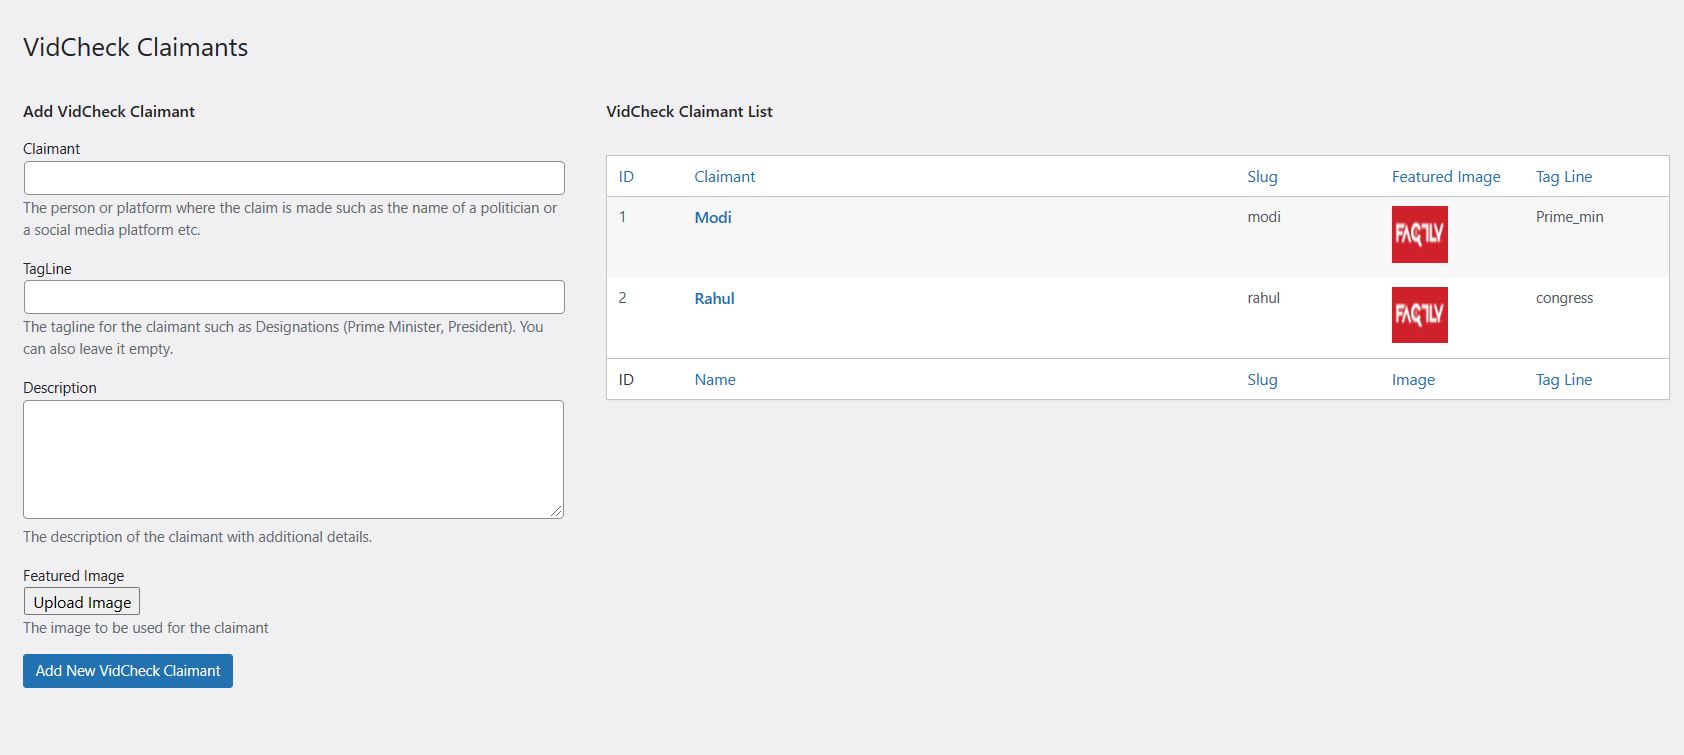 VidCheck Claimants
Add VidCheck Claimant
Claimant
The person or platform where the claim is made such as the name of a politician or
a social media platform etc.
TagLine
The tagline for the claimant such as Designations (Prime Minister, President). You
can also leave it empty.
Description
The description of the claimant with additional details.
Featured Image
Upload Image
The image to be used for the claimant
Add New VidCheck Claimant
VidCheck Claimant List
ID Claimant Slug Featured Image Tag Line
1 Modi modi FACTLY Prime_min
2 Rahul rahul FACTLY congress
ID Name Slug Image Tag Line